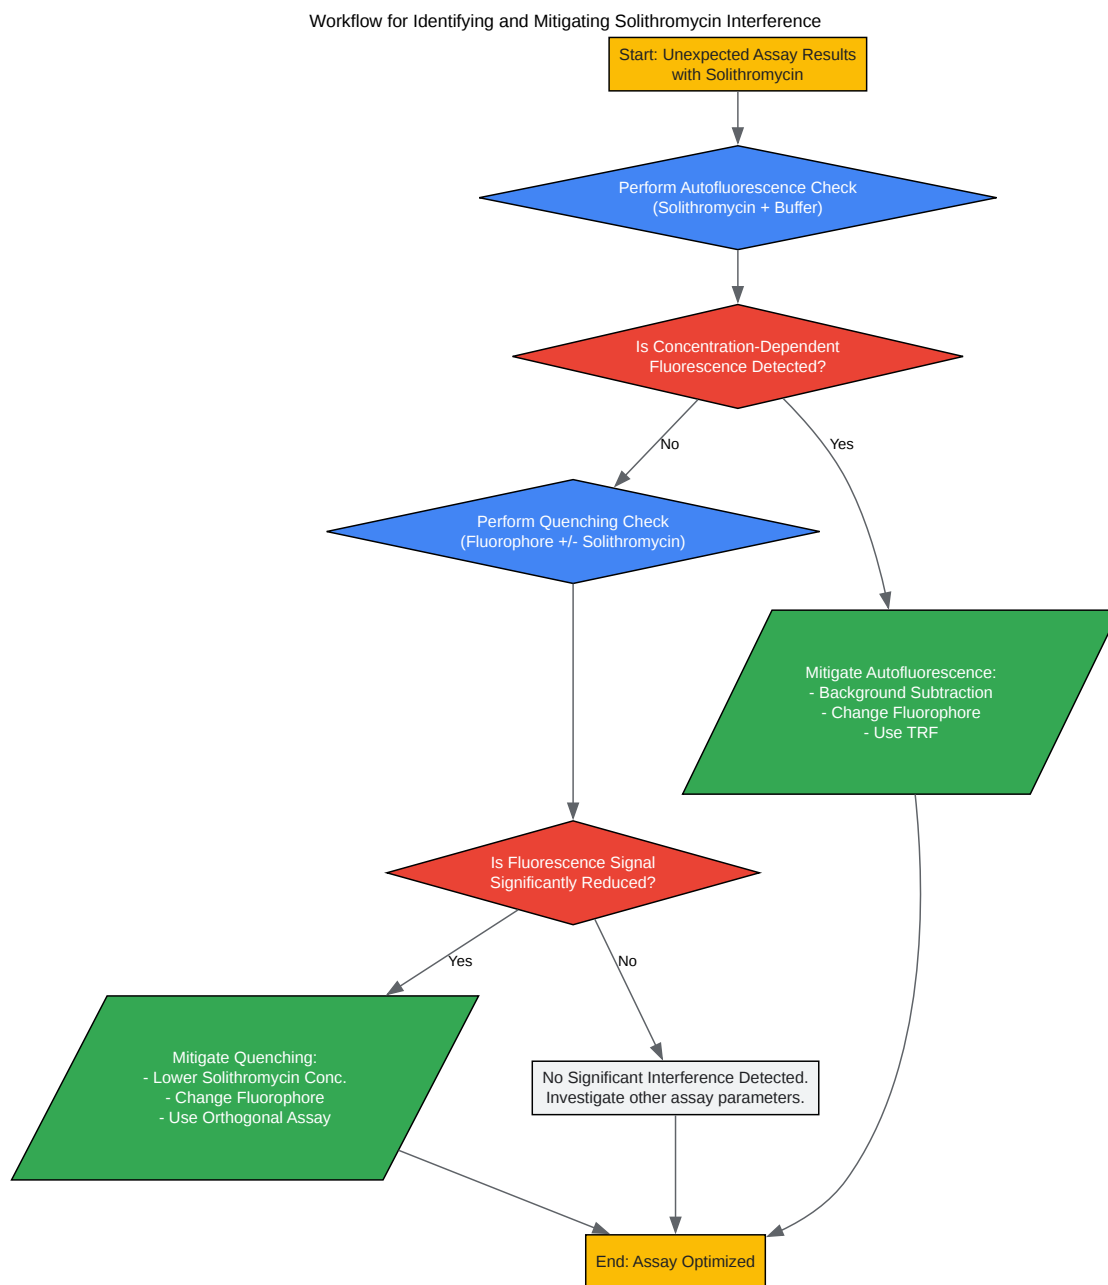 Workflow for Identifying and Mitigating Solithromycin Interference
Start: Unexpected Assay Results
with Solithromycin
Perform Autofluorescence Check
(Solithromycin + Buffer)
Is Concentration-Dependent
Fluorescence Detected?
No
Yes
Perform Quenching Check
(Fluorophore +/- Solithromycin)
Mitigate Autofluorescence:
- Background Subtraction
- Change Fluorophore
- Use TRF
Is Fluorescence Signal
Significantly Reduced?
Yes
No
Mitigate Quenching:
- Lower Solithromycin Conc.
- Change Fluorophore
- Use Orthogonal Assay
No Significant Interference Detected.
Investigate other assay parameters.
End: Assay Optimized